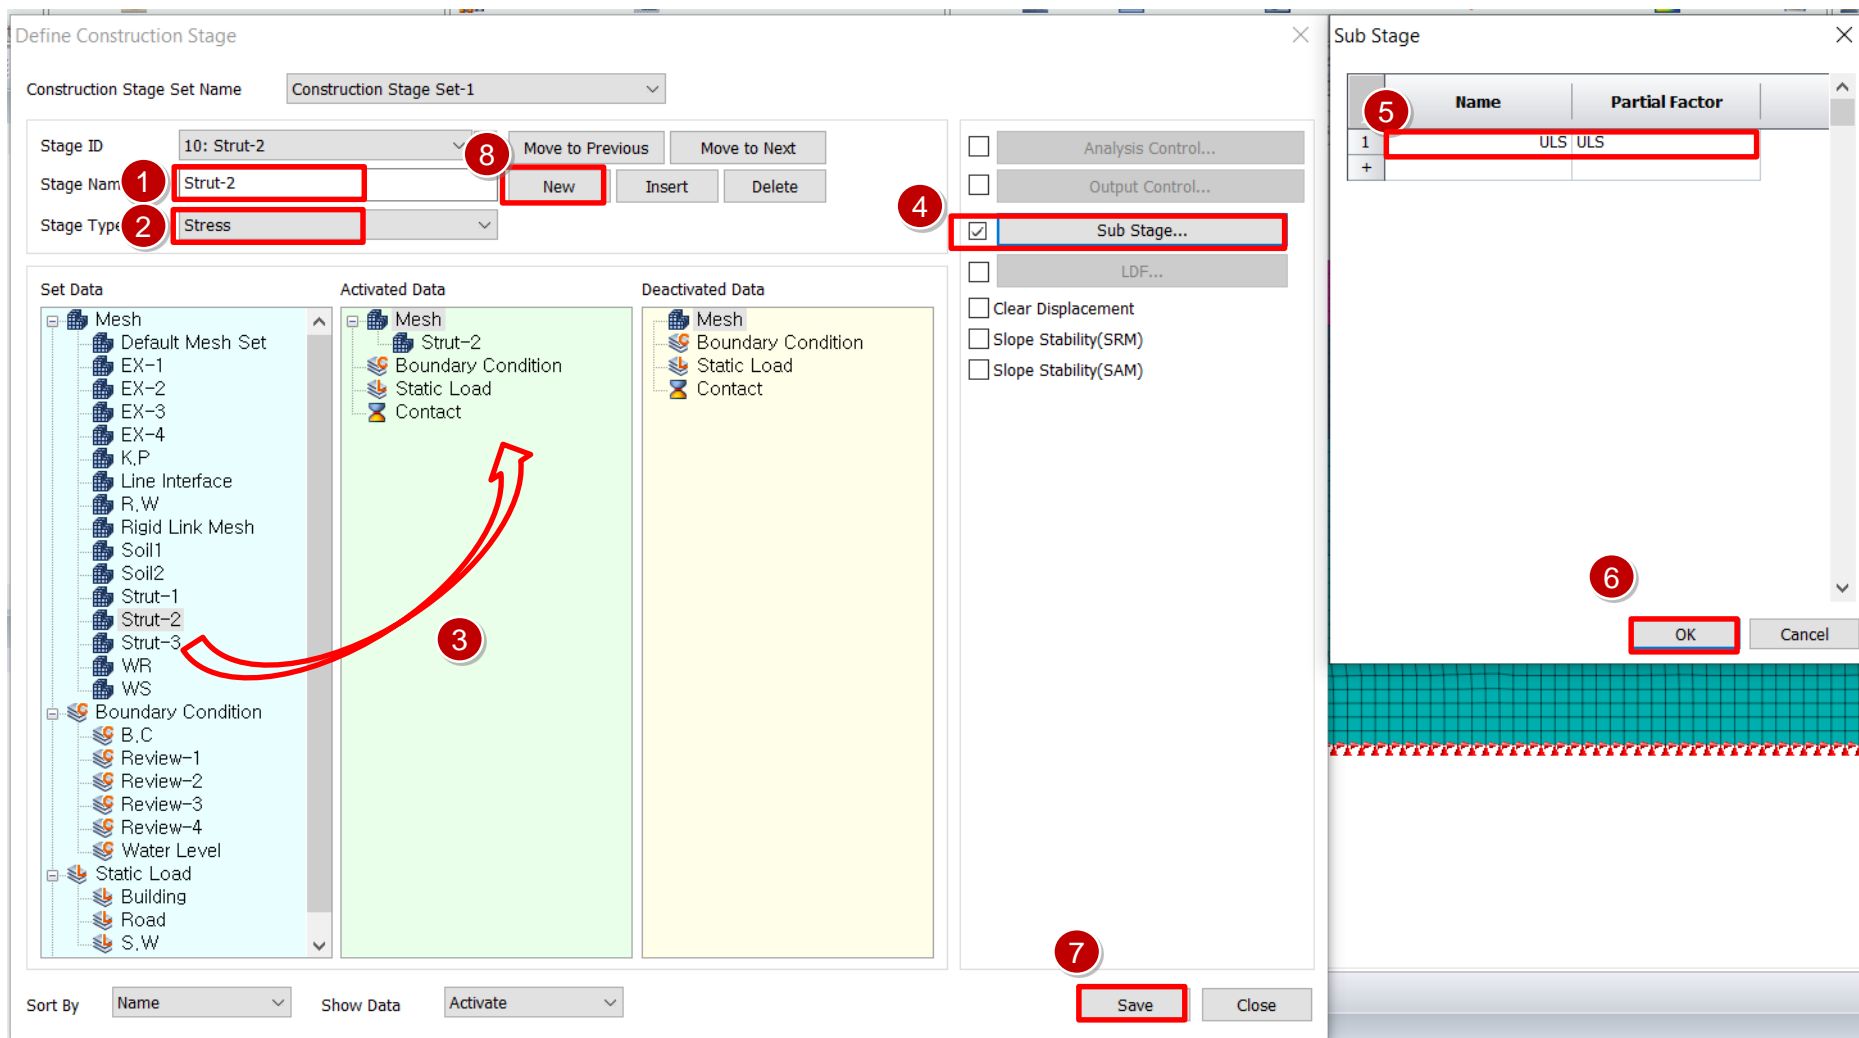 Define Construction Stage
Construction Stage Set Name
Construction Stage Set-1
Stage ID
10: Strut-2
8
Move to Previous
Move to Next
Stage Nam
1
Strut-2
New
Insert
Delete
Stage Type
2
Stress
Analysis Control...
Output Control...
4
Sub Stage...
LDF...
Clear Displacement
Slope Stability(SRM)
Slope Stability(SAM)
Set Data
Mesh
Default Mesh Set
EX-1
EX-2
EX-3
EX-4
K,P
Line Interface
R,W
Rigid Link Mesh
Soil1
Soil2
Strut-1
Strut-2
Strut-3
WR
WS
Boundary Condition
B,C
Review-1
Review-2
Review-3
Review-4
Water Level
Static Load
Building
Road
S,W
Activated Data
Mesh
Strut-2
Boundary Condition
Static Load
Contact
3
Deactivated Data
Mesh
Boundary Condition
Static Load
Contact
Sort By
Name
Show Data
Activate
7
Save
Close
Sub Stage
5
Name
Partial Factor
1
ULS
ULS
+
6
OK
Cancel